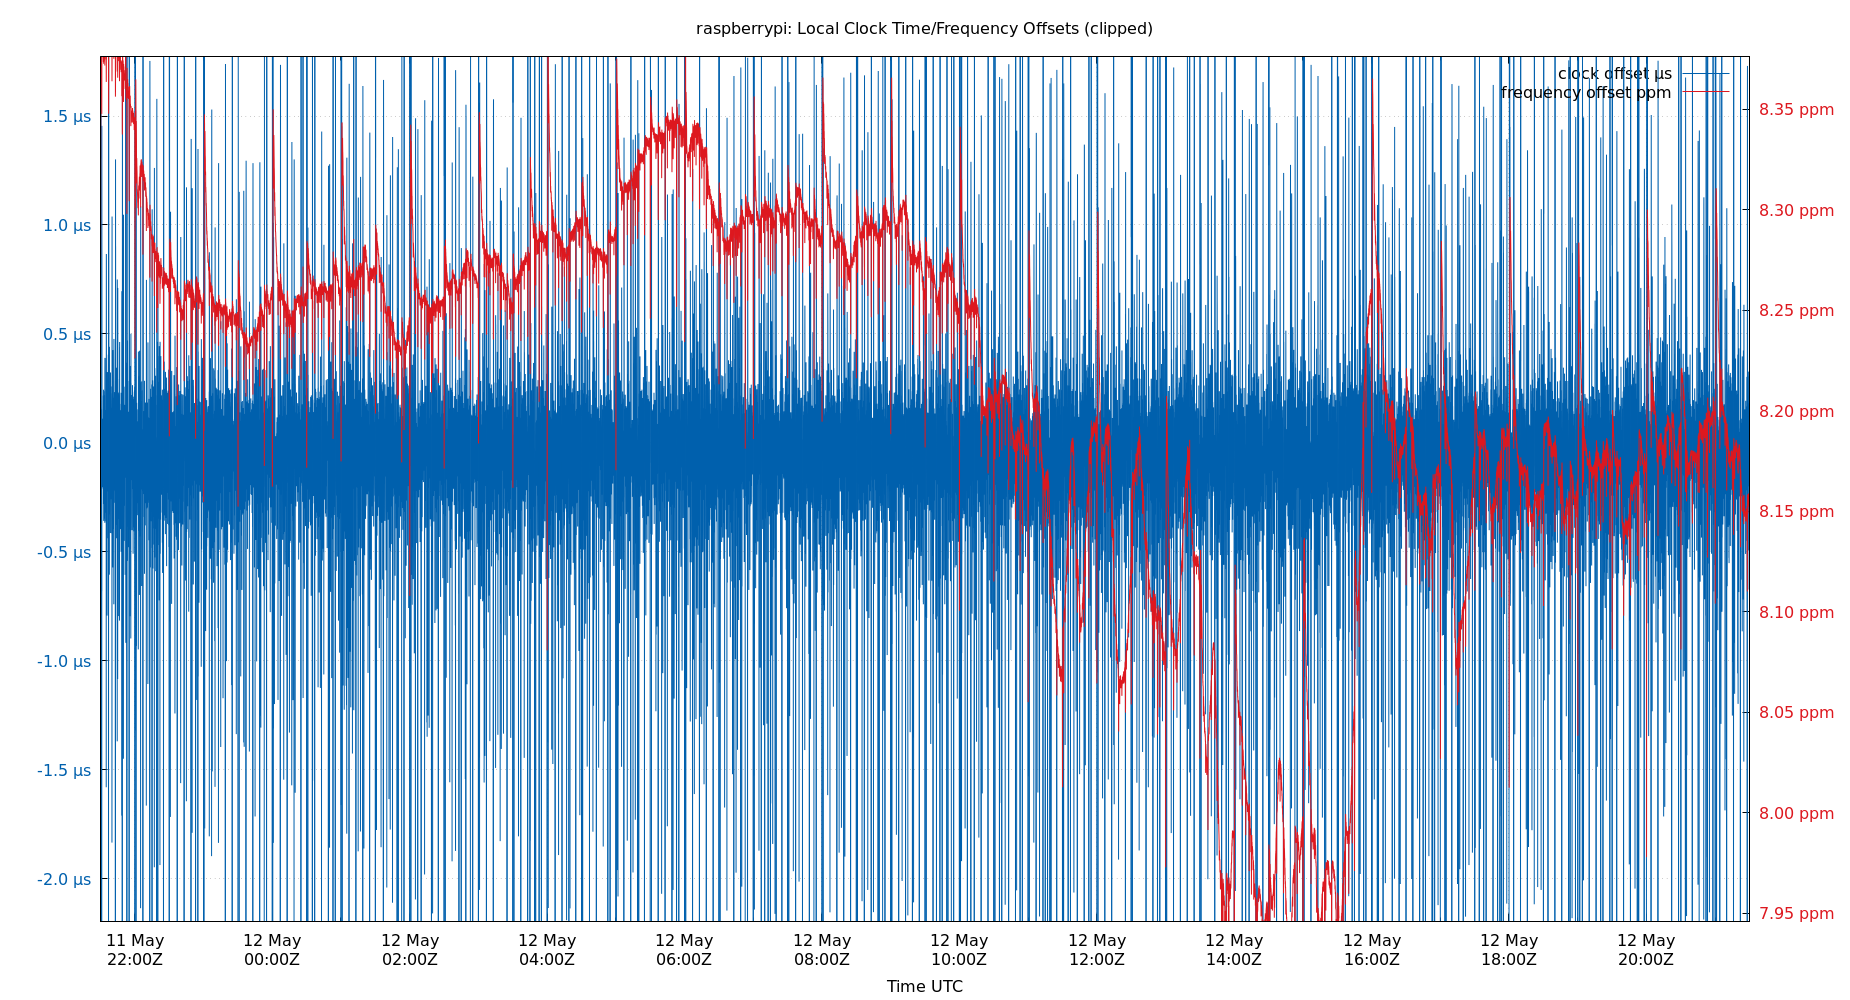 raspberrypi: Local Clock Time/Frequency Offsets (clipped)
clock offset µs
frequency offset ppm
1.5 µs
1.0 µs
0.5 µs
0.0 µs
-0.5 µs
-1.0 µs
-1.5 µs
-2.0 µs
8.35 ppm
8.30 ppm
8.25 ppm
8.20 ppm
8.15 ppm
8.10 ppm
8.05 ppm
8.00 ppm
7.95 ppm
11 May 12 May 12 May 12 May 12 May 12 May 12 May 12 May 12 May 12 May 12 May 12 May
22:00Z 00:00Z 02:00Z 04:00Z 06:00Z 08:00Z 10:00Z 12:00Z 14:00Z 16:00Z 18:00Z 20:00Z
Time UTC